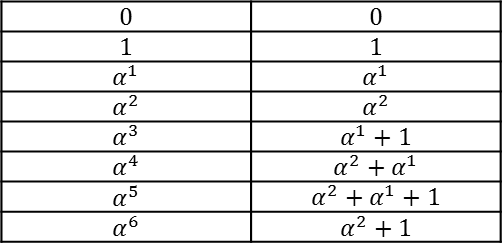 0 0
1 1
α¹ α¹
α² α²
α³ α¹ + 1
α⁴ α² + α¹
α⁵ α² + α¹ + 1
α⁶ α² + 1